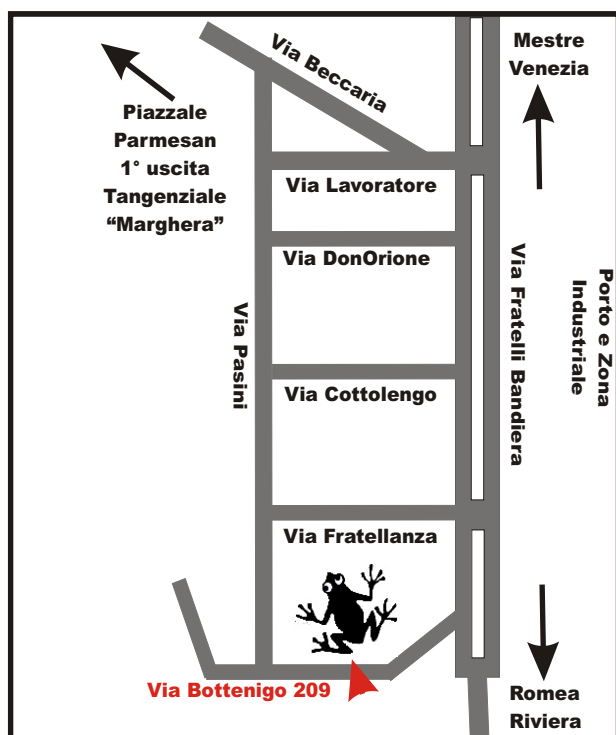 Mestre
Venezia
Via Beccaria
Piazzale
Parmesan
1° uscita
Tangenziale
“Marghera”
Via Lavoratore
Via DonOrione
Via Pasini
Via Fratelli Bandiera
Porto e Zona
Industriale
Via Cottolengo
Via Fratellanza
Via Bottenigo 209
Romea
Riviera